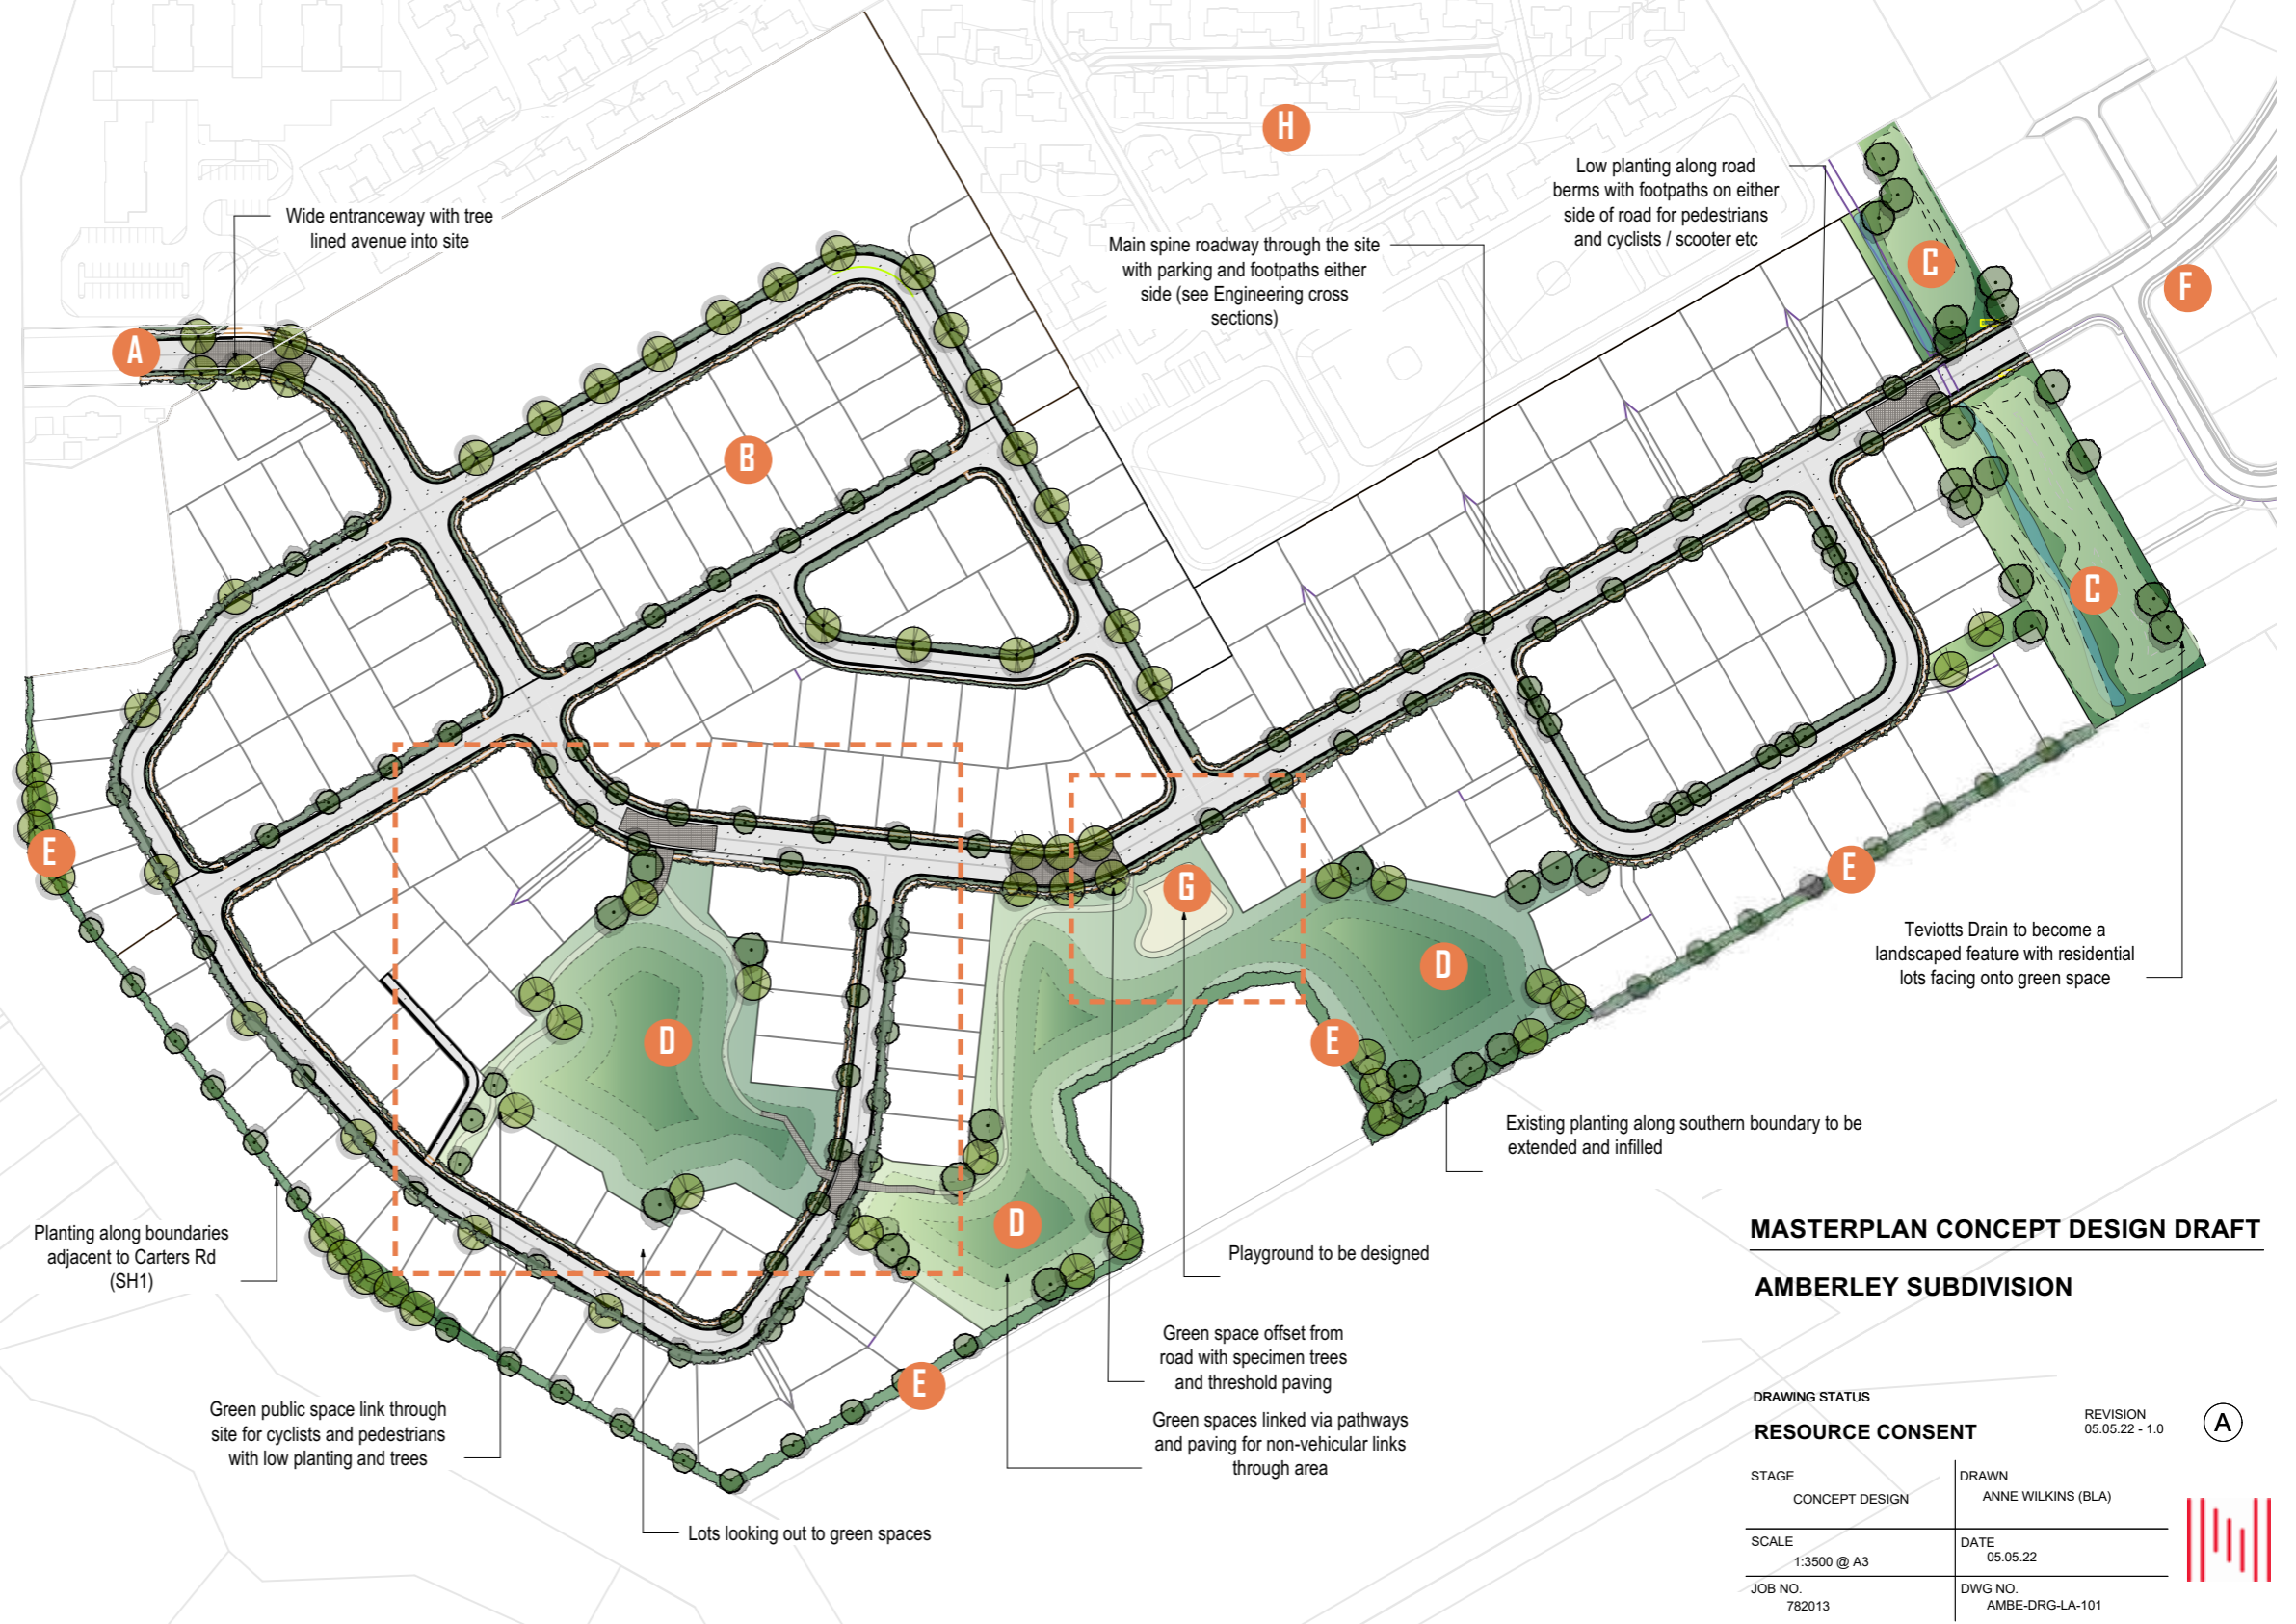 H
Low planting along road
berms with footpaths on either
side of road for pedestrians
and cyclists / scooter etc
Wide entranceway with tree
lined avenue into site
Main spine roadway through the site
with parking and footpaths either
side (see Engineering cross
sections)
C
F
A
B
C
E
E
G
D
Teviotts Drain to become a
landscaped feature with residential
lots facing onto green space
D
E
Existing planting along southern boundary to be
extended and infilled
D
Planting along boundaries
adjacent to Carters Rd
(SH1)
Playground to be designed
Green space offset from
road with specimen trees
and threshold paving
E
Green public space link through
site for cyclists and pedestrians
with low planting and trees
Green spaces linked via pathways
and paving for non-vehicular links
through area
Lots looking out to green spaces
MASTERPLAN CONCEPT DESIGN DRAFT
AMBERLEY SUBDIVISION
DRAWING STATUS
RESOURCE CONSENT
REVISION
05.05.22 - 1.0
A
STAGE
CONCEPT DESIGN
DRAWN
ANNE WILKINS (BLA)
SCALE
1:3500 @ A3
DATE
05.05.22
JOB NO.
782013
DWG NO.
AMBE-DRG-LA-101